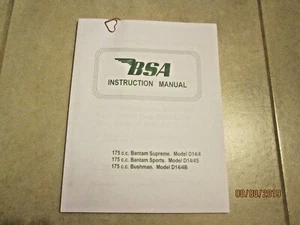 BSA
INSTRUCTION MANUAL
175 c.c. Bantam Supreme. Model D14/4
175 c.c. Bantam Sports. Model D14/4S
175 c.c. Bushman. Model D14/4B